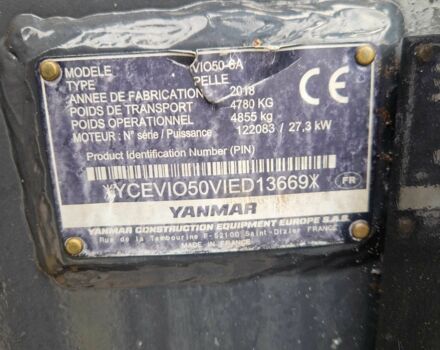 MODELE VIO50-6A
TYPE PELLE
ANNEE DE FABRICATION 2018
POIDS DE TRANSPORT 4780 KG
POIDS OPERATIONNEL 4855 kg
MOTEUR : N° série / Puissance 122083 / 27,3 kW
CE
Product Identification Number (PIN)
*YCEVIO50VIED13669*
FR
YANMAR
YANMAR CONSTRUCTION EQUIPMENT EUROPE S.A.S.
Rue de la Tambourine F-52100 Saint-Dizier FRANCE
MADE IN FRANCE